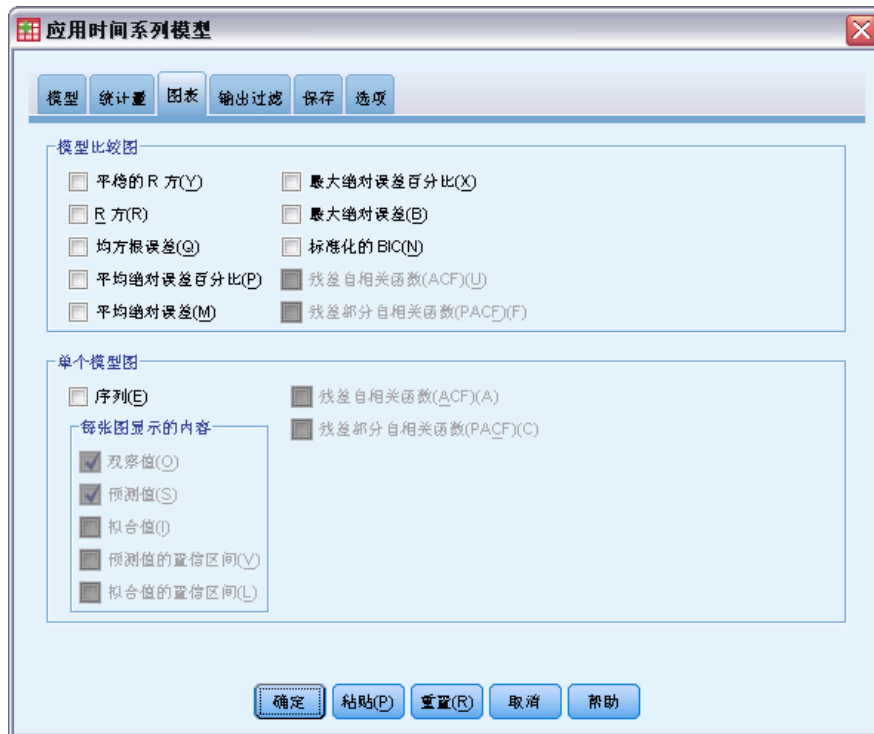 应用时间系列模型
模型 统计量 图表 输出过滤 保存 选项
模型比较图
平稳的 R 方(Y) 最大绝对误差百分比(X)
R 方(R) 最大绝对误差(B)
均方根误差(Q) 标准化的 BIC(N)
平均绝对误差百分比(P) 残差自相关函数(ACF)(U)
平均绝对误差(M) 残差部分自相关函数(PACF)(F)
单个模型图
序列(E) 残差自相关函数(ACF)(A)
每张图显示的内容 残差部分自相关函数(PACF)(C)
观察值(O)
预测值(S)
拟合值(I)
预测值的置信区间(V)
拟合值的置信区间(L)
确定 粘贴(P) 重置(R) 取消 帮助